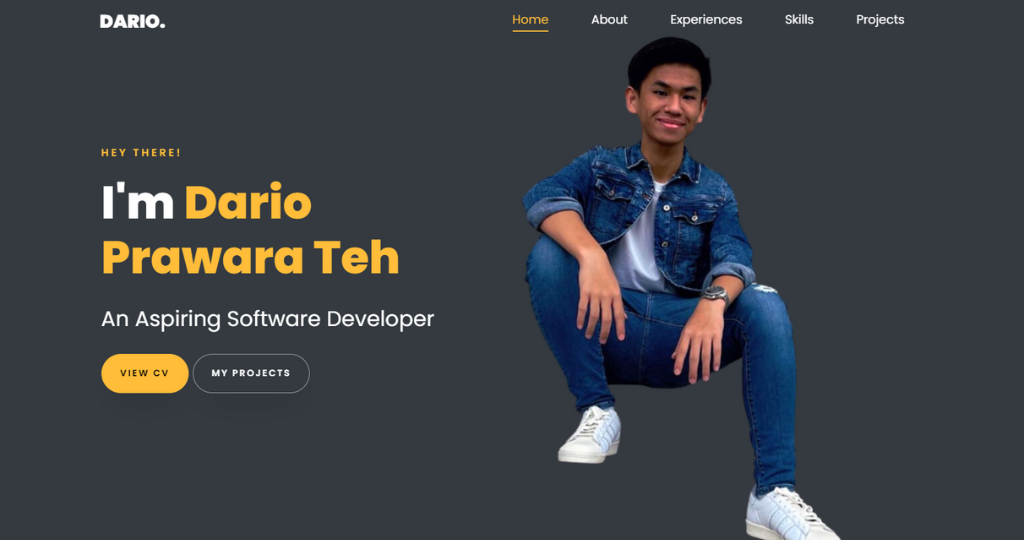 DARIO.
Home About Experiences Skills Projects
HEY THERE!
I'm Dario
Prawara Teh
An Aspiring Software Developer
VIEW CV
MY PROJECTS